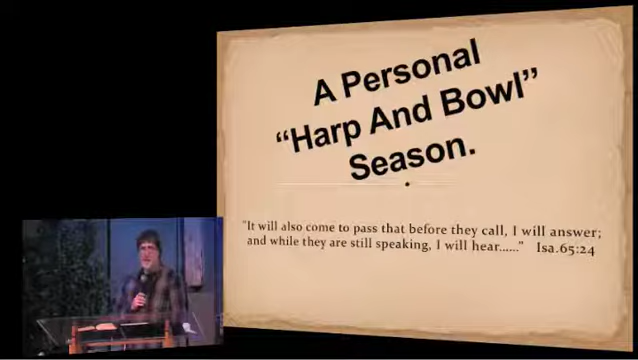 A Personal
“Harp And Bowl”
Season.
"It will also come to pass that before they call, I will answer;
and while they are still speaking, I will hear......" Isa.65:24